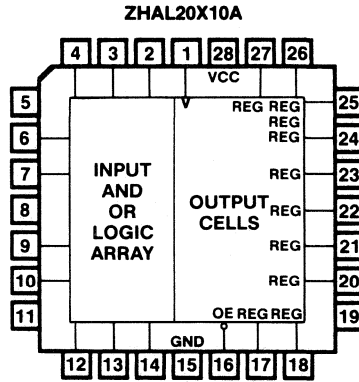 ZHAL20X10A
4 3 2 1 28 27 26
VCC
5 25
REG REG
REG
6 REG 24
7 REG 23
INPUT
AND
OR
LOGIC
ARRAY
OUTPUT
CELLS
8 REG 22
9 REG 21
10 REG 20
11 OE REG REG 19
GND
12 13 14 15 16 17 18